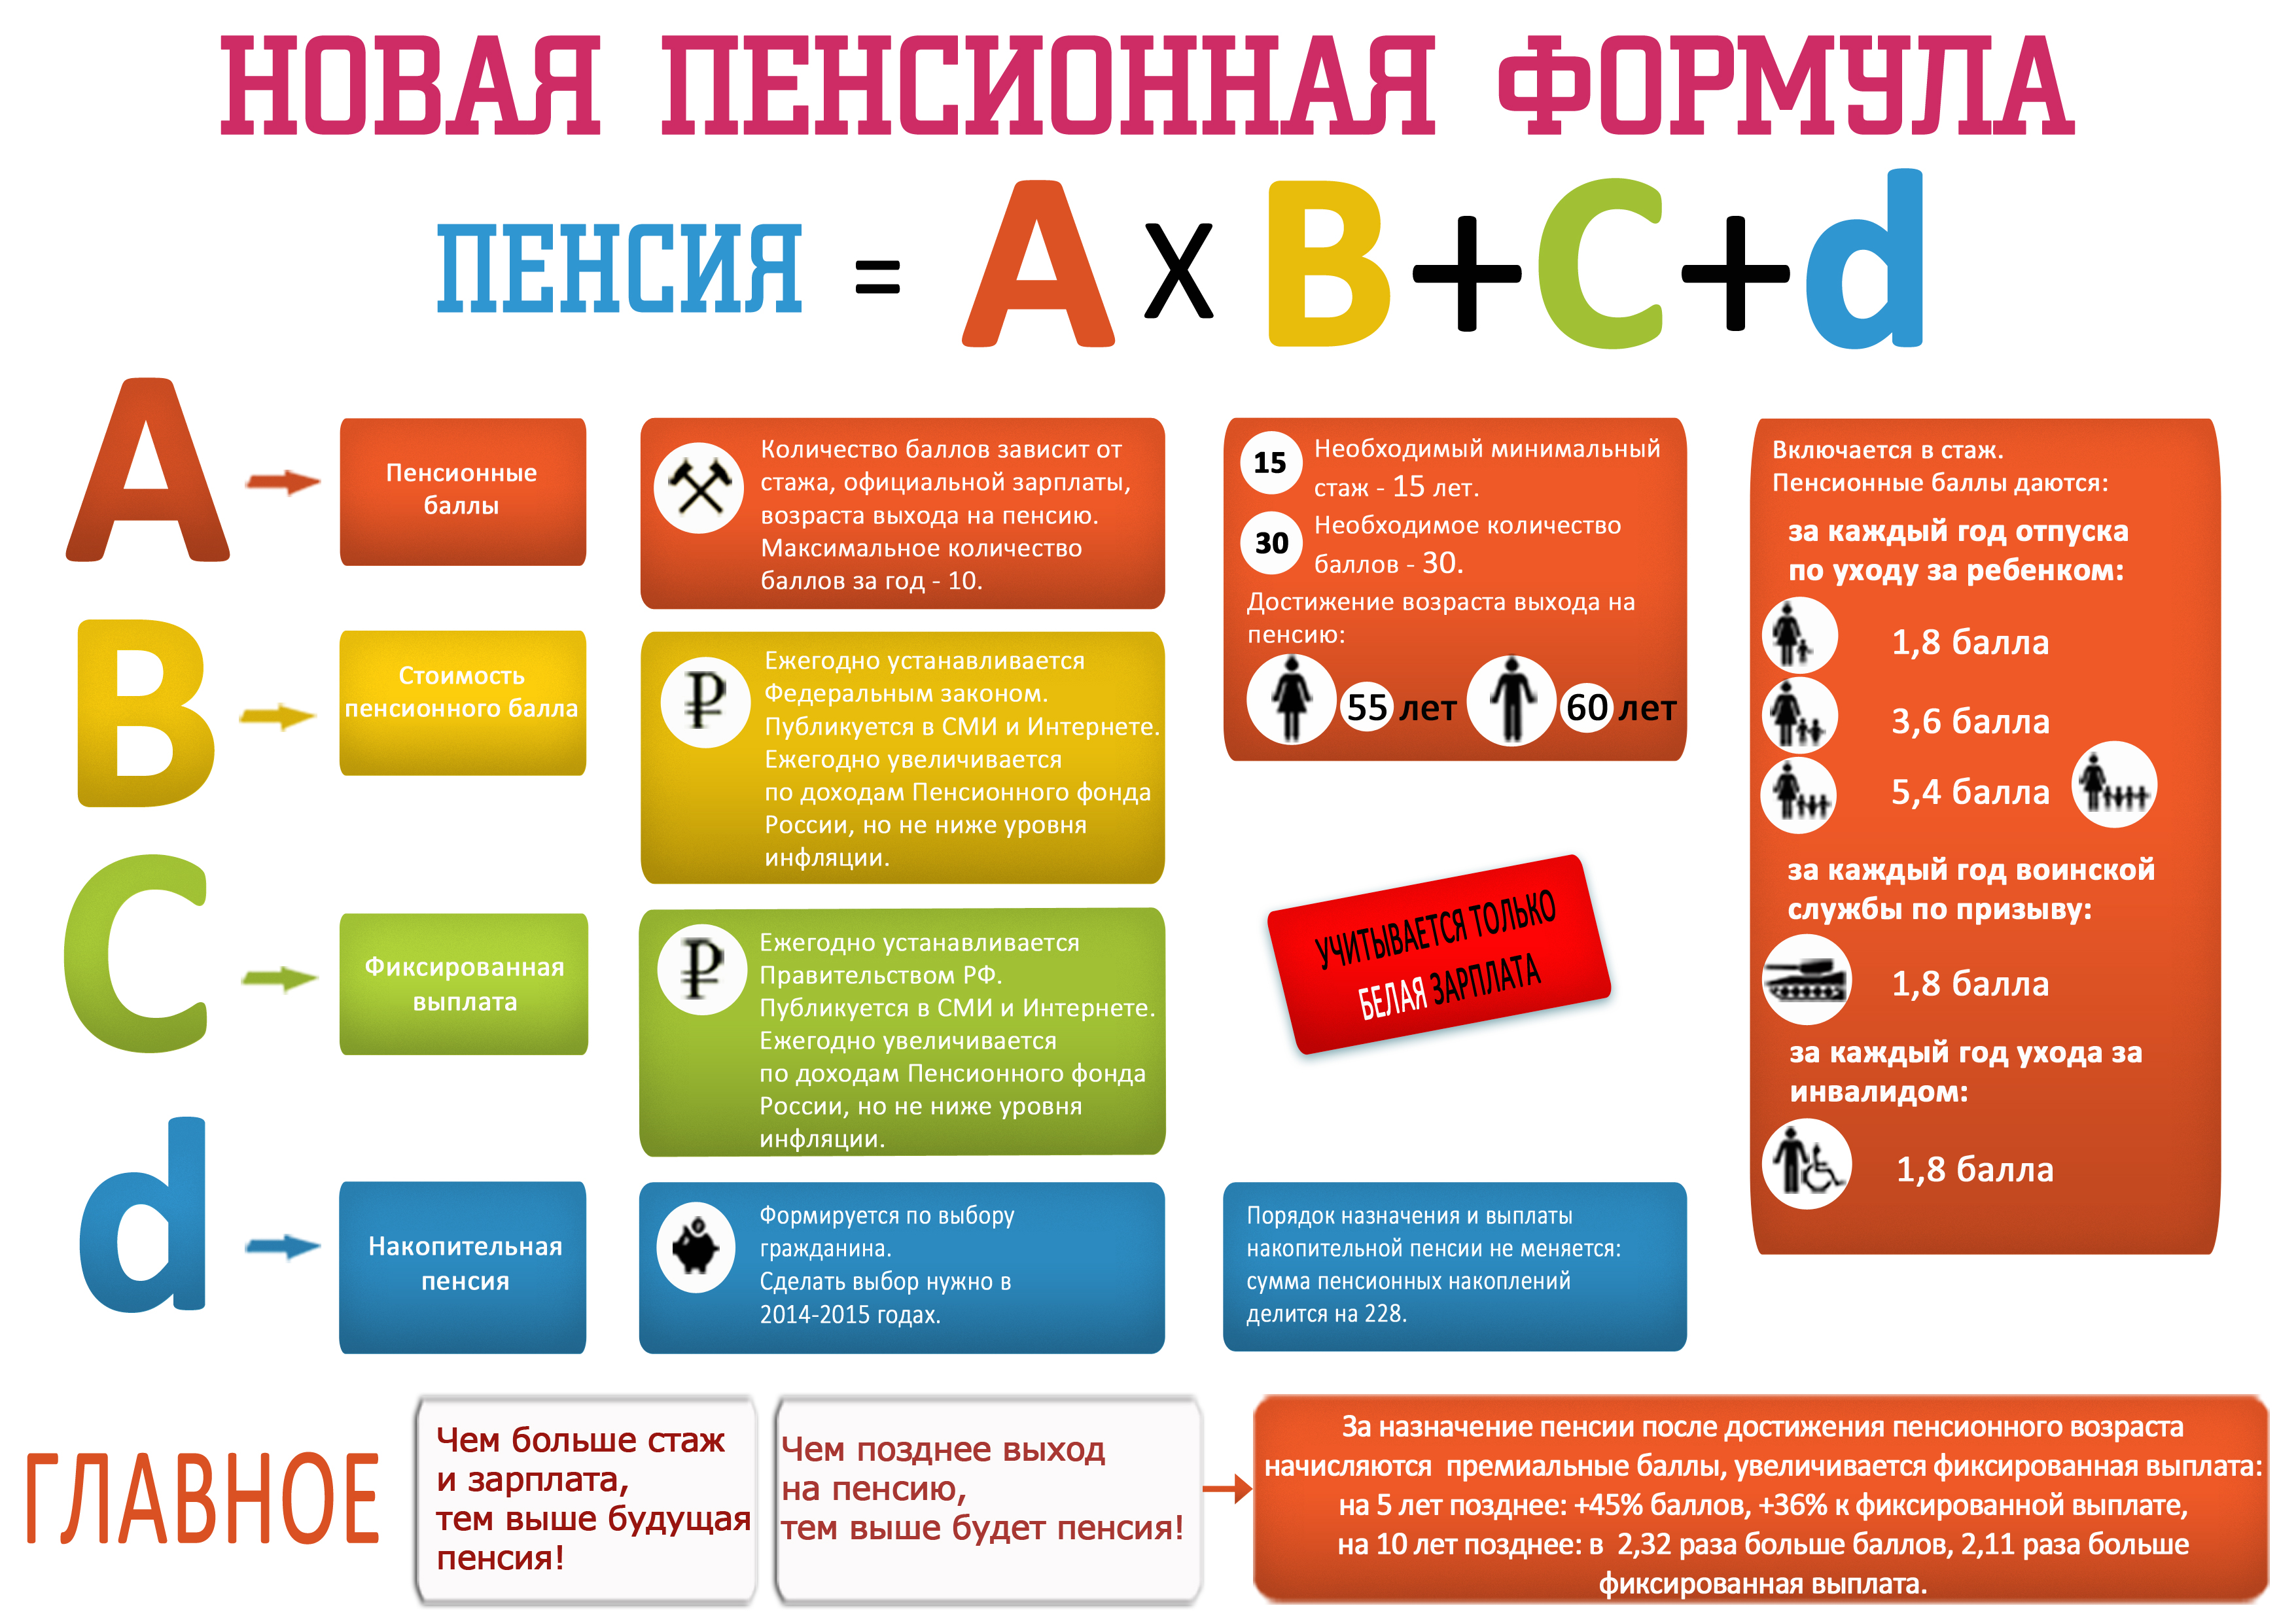 НОВАЯ ПЕНСИОННАЯ ФОРМУЛА
ПЕНСИЯ = A X B+C+d
A
Пенсионные
баллы
Количество баллов зависит от
стажа, официальной зарплаты,
возраста выхода на пенсию.
Максимальное количество
баллов за год - 10.
15
Необходимый минимальный
стаж - 15 лет.
30
Необходимое количество
баллов - 30.
Достижение возраста выхода на
пенсию:
55 лет
60 лет
Включается в стаж.
Пенсионные баллы даются:
за каждый год отпуска
по уходу за ребенком:
1,8 балла
3,6 балла
5,4 балла
за каждый год воинской
службы по призыву:
1,8 балла
за каждый год ухода за
инвалидом:
1,8 балла
B
Стоимость
пенсионного балла
Ежегодно устанавливается
Федеральным законом.
Публикуется в СМИ и Интернете.
Ежегодно увеличивается
по доходам Пенсионного фонда
России, но не ниже уровня
инфляции.
C
Фиксированная
выплата
Ежегодно устанавливается
Правительством РФ.
Публикуется в СМИ и Интернете.
Ежегодно увеличивается
по доходам Пенсионного фонда
России, но не ниже уровня
инфляции.
УЧИТЫВАЕТСЯ ТОЛЬКО
БЕЛАЯ ЗАРПЛАТА
d
Накопительная
пенсия
Формируется по выбору
гражданина.
Сделать выбор нужно в
2014-2015 годах.
Порядок назначения и выплаты
накопительной пенсии не меняется:
сумма пенсионных накоплений
делится на 228.
ГЛАВНОЕ
Чем больше стаж
и зарплата,
тем выше будущая
пенсия!
Чем позднее выход
на пенсию,
тем выше будет пенсия!
За назначение пенсии после достижения пенсионного возраста
начисляются премиальные баллы, увеличивается фиксированная выплата:
на 5 лет позднее: +45% баллов, +36% к фиксированной выплате,
на 10 лет позднее: в 2,32 раза больше баллов, 2,11 раза больше
фиксированная выплата.